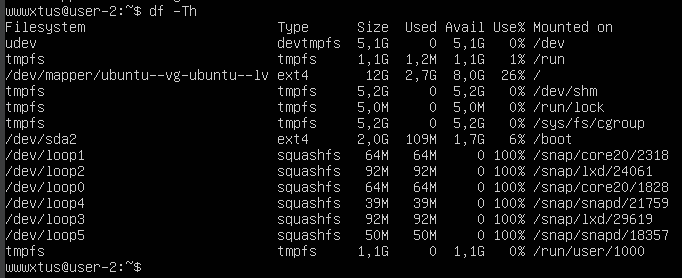 wwwxtus@user-2:~$ df -Th
Filesystem Type Size Used Avail Use% Mounted on
udev devtmpfs 5,1G 0 5,1G 0% /dev
tmpfs tmpfs 1,1G 1,2M 1,1G 1% /run
/dev/mapper/ubuntu--vg-ubuntu--lv ext4 12G 2,7G 8,0G 26% /
tmpfs tmpfs 5,2G 0 5,2G 0% /dev/shm
tmpfs tmpfs 5,0M 0 5,0M 0% /run/lock
tmpfs tmpfs 5,2G 0 5,2G 0% /sys/fs/cgroup
/dev/sda2 ext4 2,0G 109M 1,7G 6% /boot
/dev/loop1 squashfs 64M 64M 0 100% /snap/core20/2318
/dev/loop2 squashfs 92M 92M 0 100% /snap/lxd/24061
/dev/loop0 squashfs 64M 64M 0 100% /snap/core20/1828
/dev/loop4 squashfs 39M 39M 0 100% /snap/snapd/21759
/dev/loop3 squashfs 92M 92M 0 100% /snap/lxd/29619
/dev/loop5 squashfs 50M 50M 0 100% /snap/snapd/18357
tmpfs tmpfs 1,1G 0 1,1G 0% /run/user/1000
wwwxtus@user-2:~$